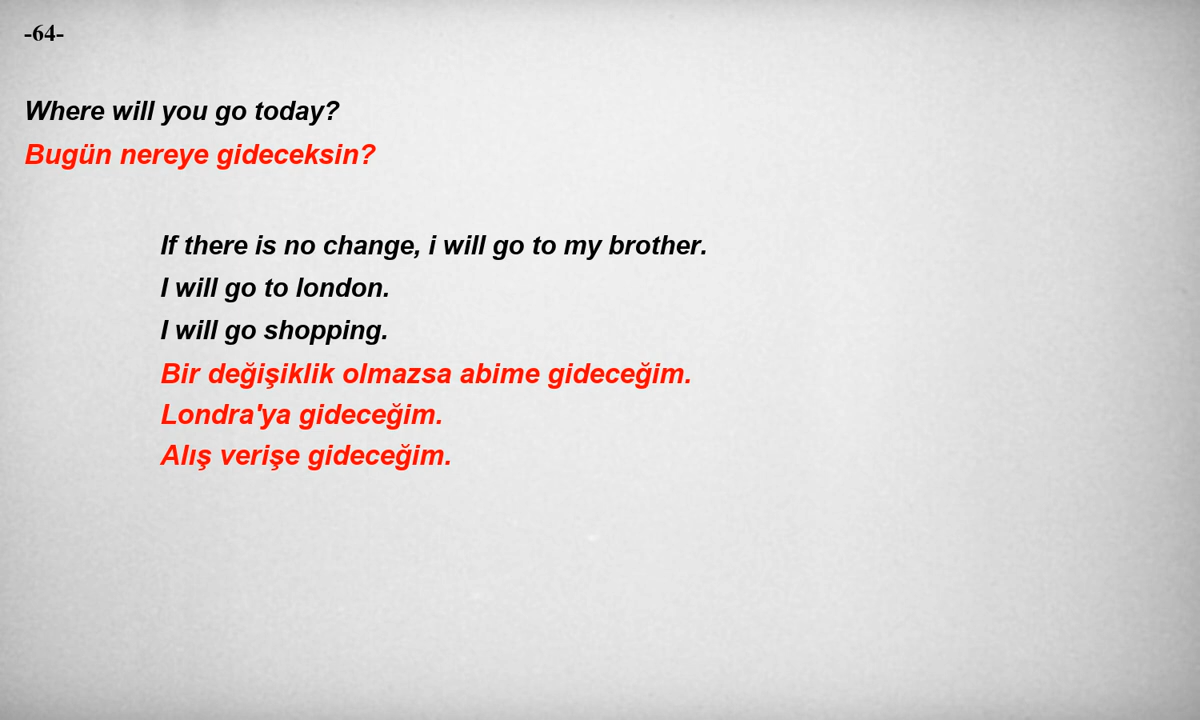 -64-
Where will you go today?
Bugün nereye gideceksin?
If there is no change, i will go to my brother.
I will go to london.
I will go shopping.
Bir değişiklik olmazsa abime gideceğim.
Londra'ya gideceğim.
Alış verişe gideceğim.